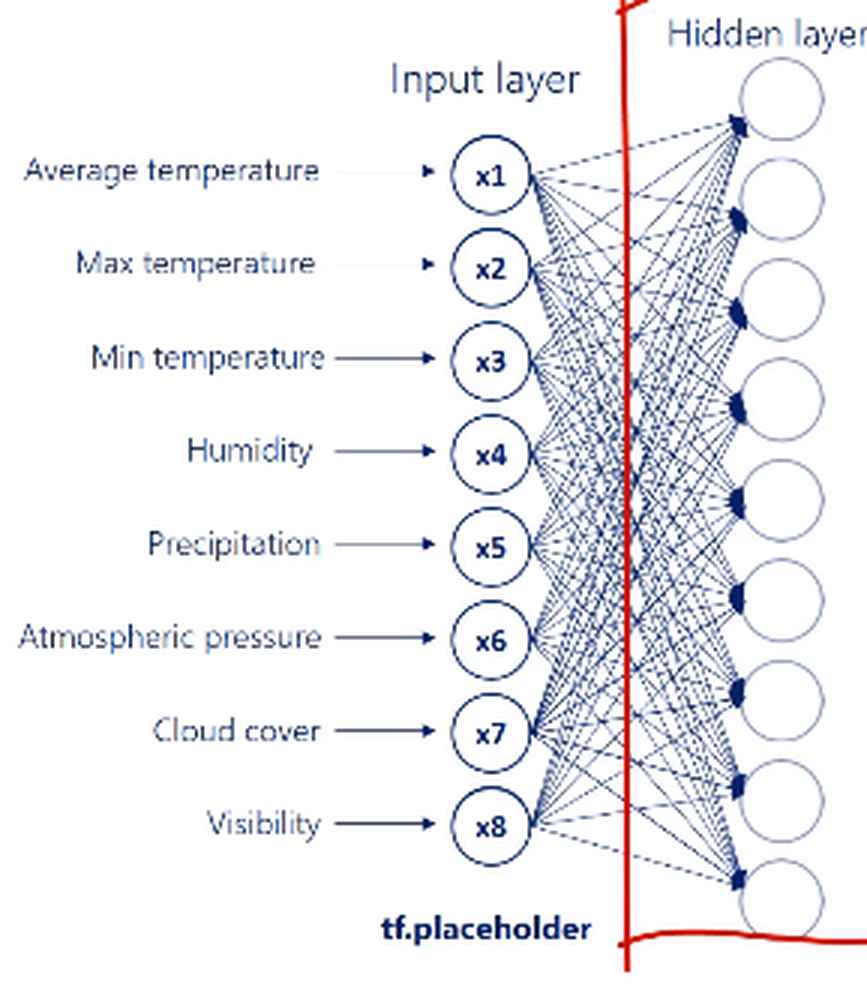 Hidden layer
Input layer
Average temperature
x1
Max temperature
x2
Min temperature
x3
Humidity
x4
Precipitation
x5
Atmospheric pressure
x6
Cloud cover
x7
Visibility
x8
tf.placeholder